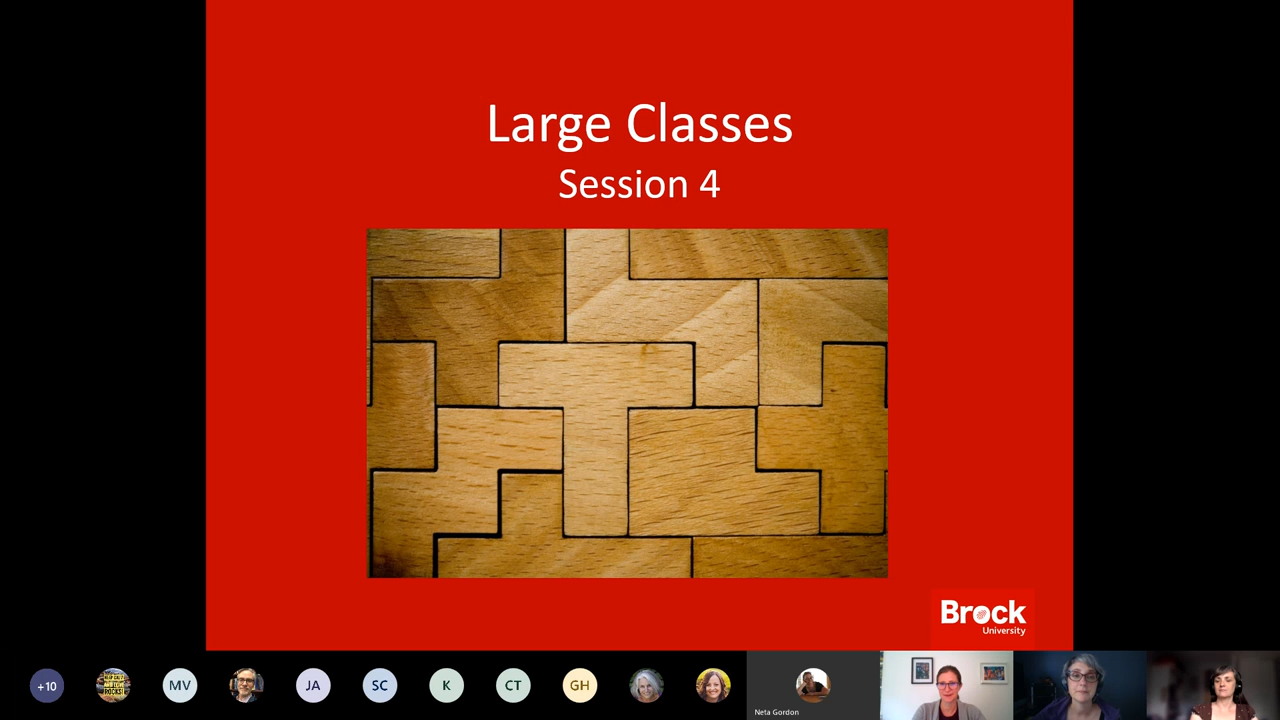 Large Classes
Session 4
Brock
University
+10
MV
JA
SC
K
CT
GH
Neta Gordon